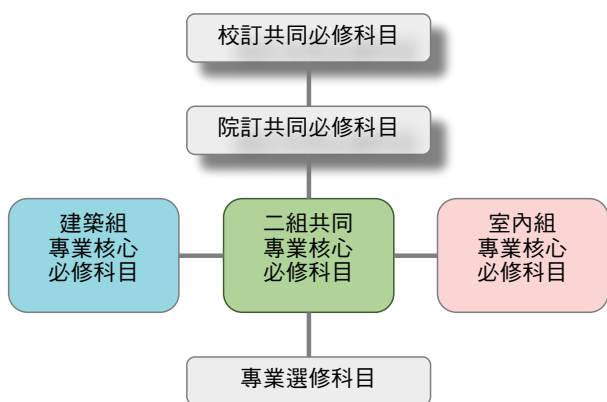 校訂共同必修科目
院訂共同必修科目
建築組
專業核心
必修科目
二組共同
專業核心
必修科目
室內組
專業核心
必修科目
專業選修科目